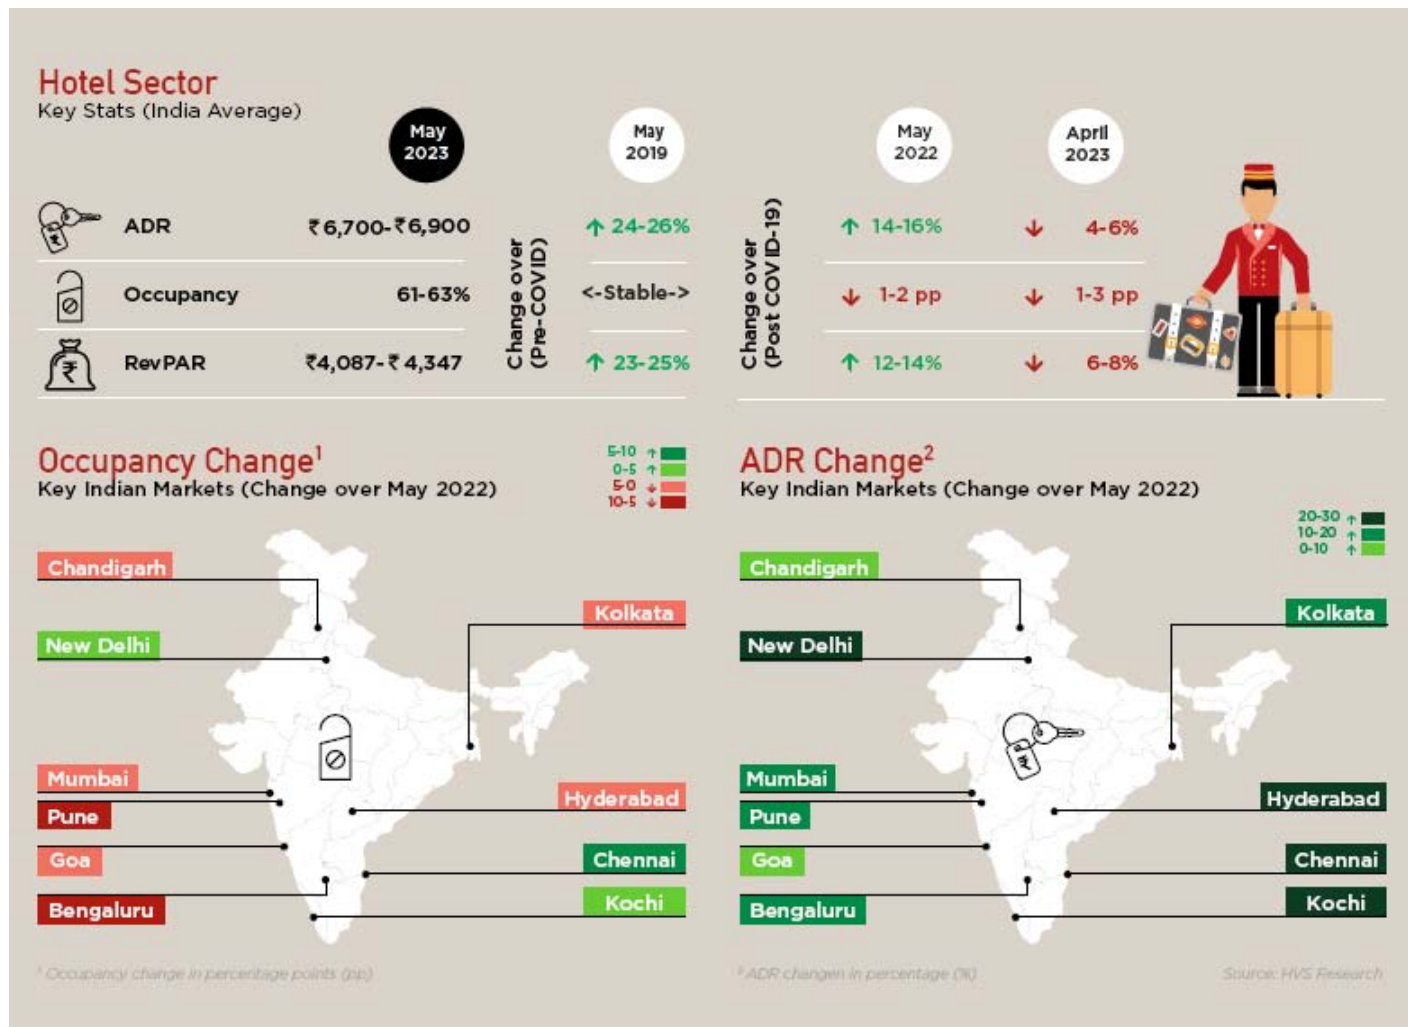 Hotel Sector
Key Stats (India Average)
May 2023
May 2019
May 2022
April 2023
Change over (Pre-COVID)
Change over (Post COVID-19)
ADR ₹6,700-₹6,900 ↑ 24-26% ↑ 14-16% ↓ 4-6%
Occupancy 61-63% <-Stable-> ↓ 1-2 pp ↓ 1-3 pp
RevPAR ₹4,087-₹4,347 ↑ 23-25% ↑ 12-14% ↓ 6-8%
Occupancy Change¹
Key Indian Markets (Change over May 2022)
5-10 ↑
0-5 ↑
5-0 ↓
10-5 ↓
Chandigarh
Kolkata
New Delhi
Mumbai
Hyderabad
Pune
Goa
Chennai
Bengaluru
Kochi
¹ Occupancy change in percentage points (pp)
ADR Change²
Key Indian Markets (Change over May 2022)
20-30 ↑
10-20 ↑
0-10 ↑
Chandigarh
Kolkata
New Delhi
Mumbai
Hyderabad
Pune
Goa
Chennai
Bengaluru
Kochi
² ADR changen in percentage (%)
Source: HVS Research